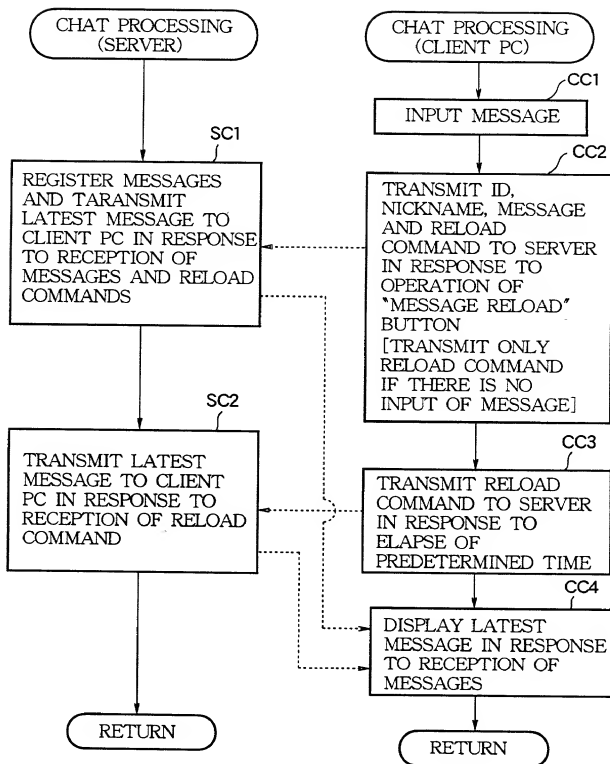 CHAT PROCESSING
(SERVER)
SC1
REGISTER MESSAGES
AND TARANSMIT
LATEST MESSAGE TO
CLIENT PC IN RESPONSE
TO RECEPTION OF
MESSAGES AND RELOAD
COMMANDS
SC2
TRANSMIT LATEST
MESSAGE TO CLIENT
PC IN RESPONSE TO
RECEPTION OF RELOAD
COMMAND
RETURN
CHAT PROCESSING
(CLIENT PC)
CC1
INPUT MESSAGE
CC2
TRANSMIT ID,
NICKNAME, MESSAGE
AND RELOAD
COMMAND TO SERVER
IN RESPONSE TO
OPERATION OF
"MESSAGE RELOAD"
BUTTON
[TRANSMIT ONLY
RELOAD COMMAND
IF THERE IS NO
INPUT OF MESSAGE]
CC3
TRANSMIT RELOAD
COMMAND TO SERVER
IN RESPONSE TO
ELAPSE OF
PREDETERMINED TIME
CC4
DISPLAY LATEST
MESSAGE IN RESPONSE
TO RECEPTION OF
MESSAGES
RETURN